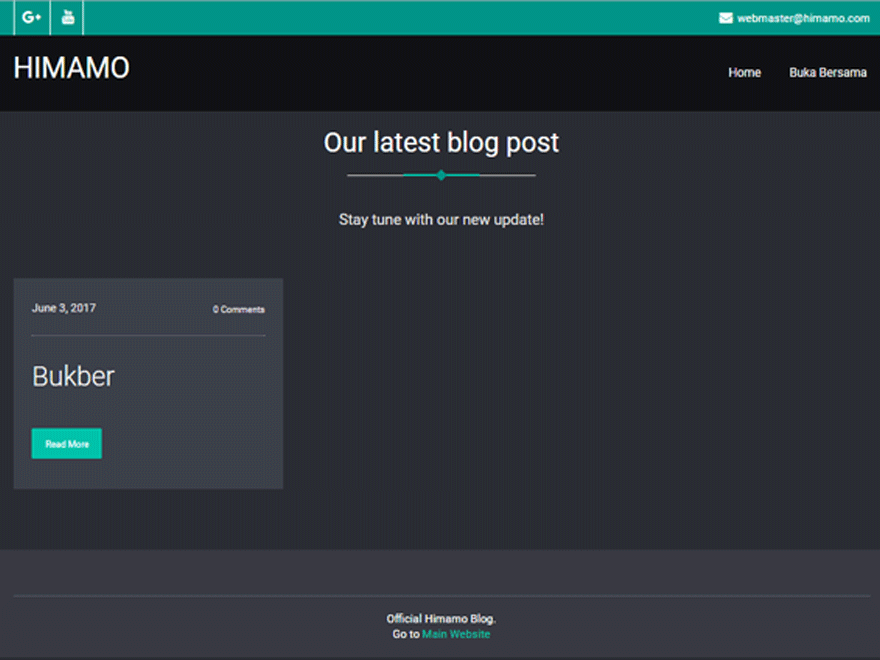 G+ webmaster@himamo.com
HIMAMO
Home Buka Bersama
Our latest blog post
Stay tune with our new update!
June 3, 2017 0 Comments
Bukber
Read More
Official Himamo Blog.
Go to Main Website